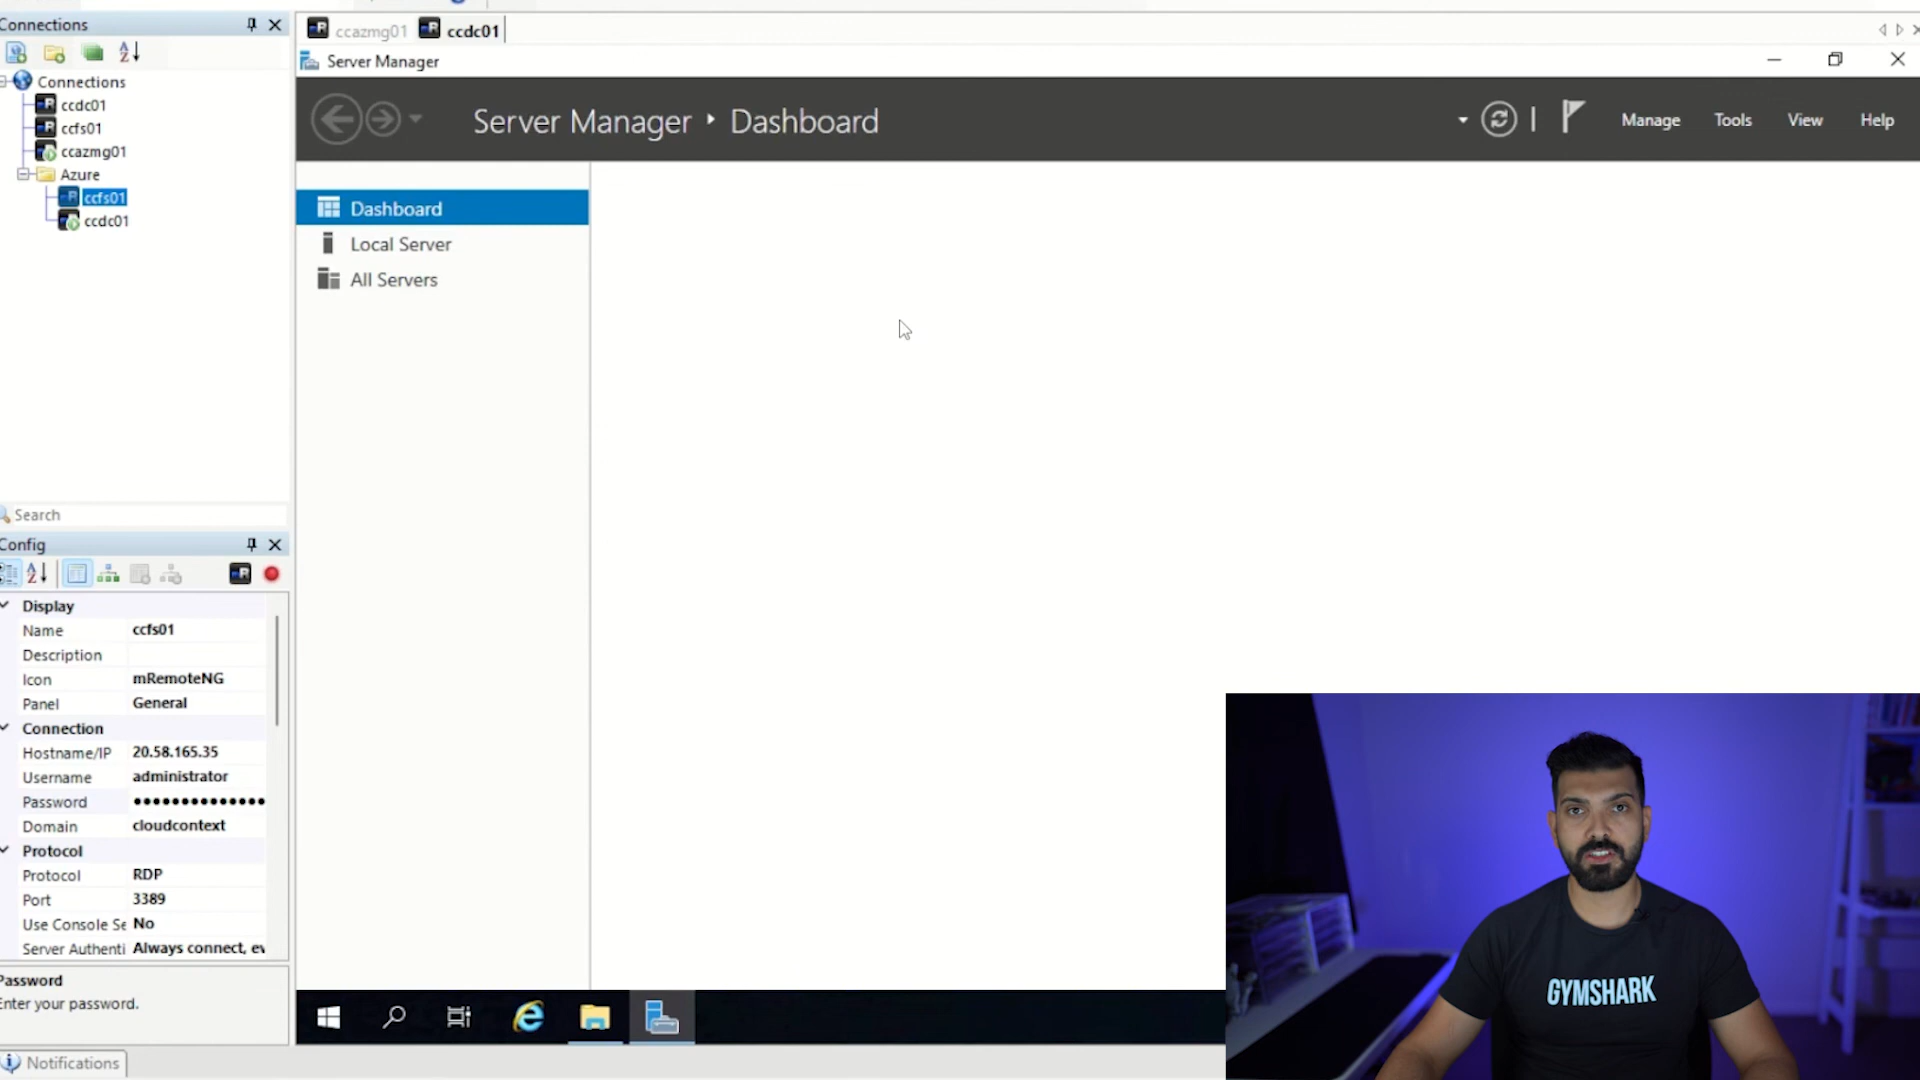 Connections
ccazmg01
ccdc01
Server Manager
Connections
ccdc01
ccfs01
ccazmg01
Azure
ccfs01
ccdc01
Server Manager
Dashboard
Manage
Tools
View
Help
Dashboard
Local Server
All Servers
Search
Config
Display
Name ccfs01
Description
Icon mRemoteNG
Panel General
Connection
Hostname/IP 20.58.165.35
Username administrator
Password ••••••••••••••
Domain cloudcontext
Protocol
Protocol RDP
Port 3389
Use Console Se No
Server Authenti Always connect, ev
Password
Enter your password.
Notifications
GYMSHARK